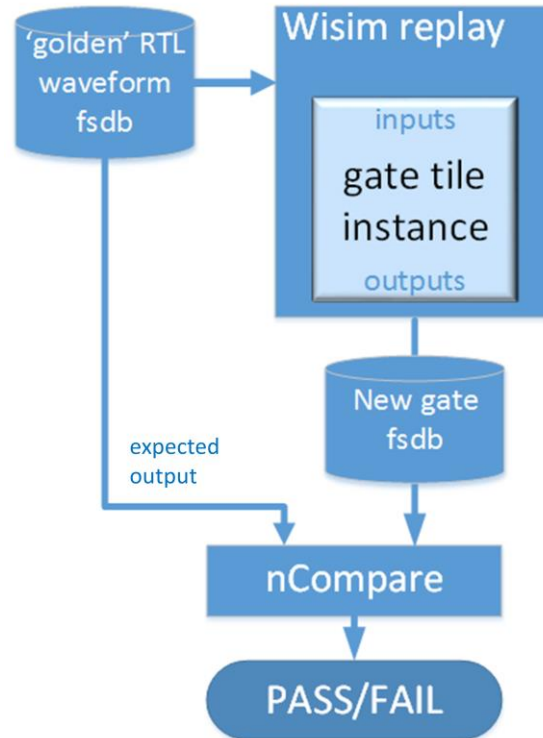 ‘golden’ RTL
waveform
fsdb
Wisim replay
inputs
gate tile
instance
outputs
New gate
fsdb
expected
output
nCompare
PASS/FAIL